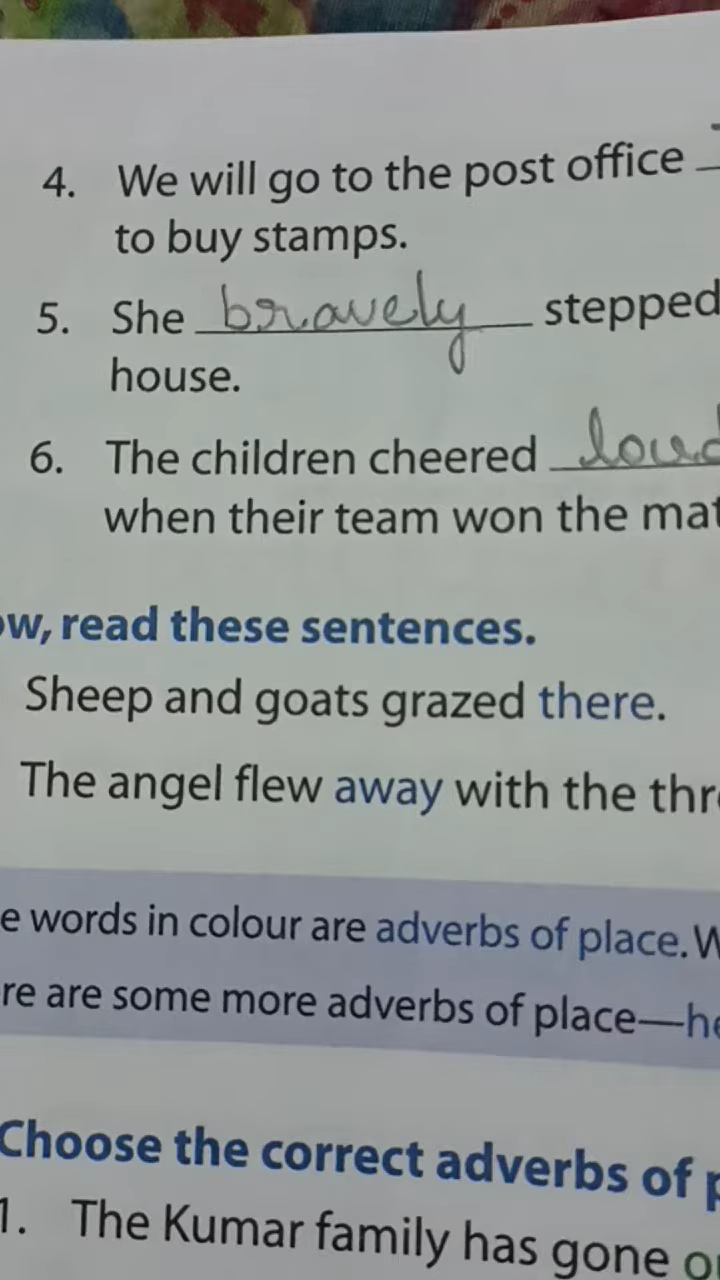 4. We will go to the post office
to buy stamps.
5. She bravely stepped
house.
6. The children cheered
when their team won the
read these sentences.
Sheep and goats grazed there.
The angel flew away with the
words in colour are adverbs of place.
are some more adverbs of place—
Choose the correct adverbs of
1. The Kumar family has gone